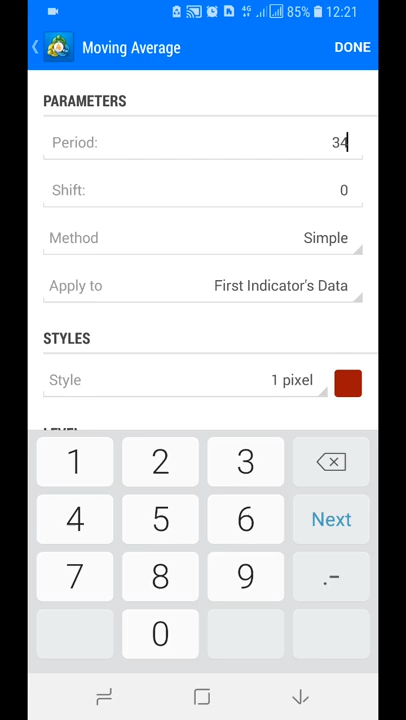 4G 85% 12:21
Moving Average DONE
PARAMETERS
Period: 34
Shift: 0
Method Simple
Apply to First Indicator's Data
STYLES
Style 1 pixel
1 2 3
4 5 6 Next
7 8 9 .-
0